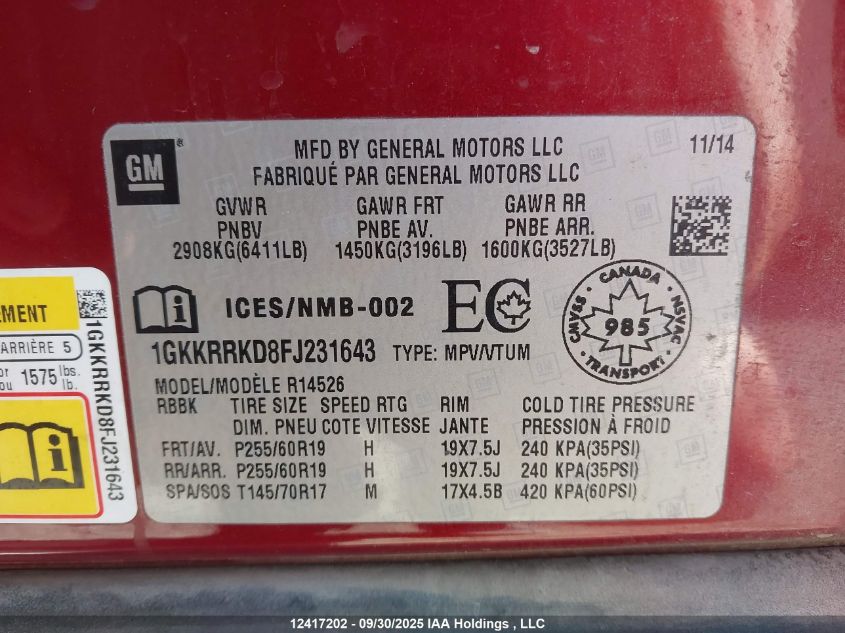 GM
MFD BY GENERAL MOTORS LLC
FABRIQUÉ PAR GENERAL MOTORS LLC
11/14
GVWR GAWR FRT GAWR RR
PNBV PNBE AV. PNBE ARR.
2908KG(6411LB) 1450KG(3196LB) 1600KG(3527LB)
ICES/NMB-002
EC
CANADA
CMVSS 985 NSVAC
TRANSPORT
1GKKRRKD8FJ231643 TYPE: MPV/VTUM
MODEL/MODÈLE R14526
RBBK TIRE SIZE SPEED RTG RIM COLD TIRE PRESSURE
DIM. PNEU COTE VITESSE JANTE PRESSION À FROID
FRT/AV. P255/60R19 H 19X7.5J 240 KPA(35PSI)
RR/ARR. P255/60R19 H 19X7.5J 240 KPA(35PSI)
SPA/SOS T145/70R17 M 17X4.5B 420 KPA(60PSI)
EMENT
ARRIÈRE 5
or
ou 1575 lbs
1GKKRRKD8FJ231643
12417202 - 09/30/2025 IAA Holdings , LLC